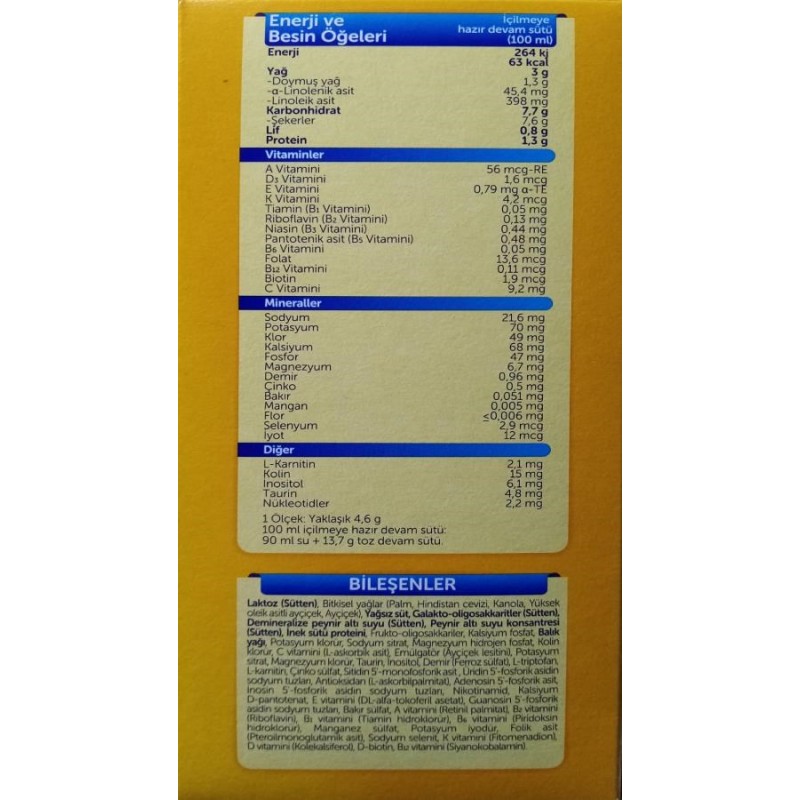 Enerji ve
Besin Öğeleri
İçilmeye
hazır devam sütü
(100 ml)
Enerji 264 kj
63 kcal
Yağ 3 g
-Doymuş yağ 1,3 g
-α-Linolenik asit 45,4 mg
-Linoleik asit 398 mg
Karbonhidrat 7,7 g
-Şekerler 7,6 g
Lif 0,8 g
Protein 1,3 g
Vitaminler
A Vitamini 56 mcg-RE
D₃ Vitamini 1,6 mcg
E Vitamini 0,79 mg α-TE
K Vitamini 4,2 mcg
Tiamin (B₁ Vitamini) 0,05 mg
Riboflavin (B₂ Vitamini) 0,13 mg
Niasin (B₃ Vitamini) 0,44 mg
Pantotenik asit (B₅ Vitamini) 0,48 mg
B₆ Vitamini 0,05 mg
Folat 13,6 mcg
B₁₂ Vitamini 0,11 mcg
Biotin 1,9 mcg
C Vitamini 9,2 mg
Mineraller
Sodyum 21,6 mg
Potasyum 70 mg
Klor 49 mg
Kalsiyum 68 mg
Fosfor 47 mg
Magnezyum 6,7 mg
Demir 0,96 mg
Çinko 0,5 mg
Bakır 0,051 mg
Mangan 0,005 mg
Flor ≤0,006 mg
Selenyum 2,9 mcg
İyot 12 mcg
Diğer
L-Karnitin 2,1 mg
Kolin 15 mg
Inositol 6,1 mg
Taurin 4,8 mg
Nükleotidler 2,2 mg
1 Ölçek: Yaklaşık 4,6 g
100 ml içilmeye hazır devam sütü:
90 ml su + 13,7 g toz devam sütü.
BİLEŞENLER
Laktoz (Sütten), Bitkisel yağlar (Palm, Hindistan cevizi, Kanola, Yüksek
oleik asitli ayçiçek, Ayçiçek), Yağsız süt, Galakto-oligosakkaritler (Sütten),
Demineralize peynir altı suyu (Sütten), Peynir altı suyu konsantresi
(Sütten), İnek sütü proteini, Frukto-oligosakkariler, Kalsiyum fosfat, Balık
yağı, Potasyum klorür, Sodyum sitrat, Magnezyum hidrojen fosfat, Kolin
klorür, C vitamini (L-askorbik asit), Emülgatör (Ayçiçek lesitini), Potasyum
sitrat, Magnezyum klorür, Taurin, Inositol, Demir (Ferroz sülfat), L-triptofan,
L-karnitin, Çinko sülfat, Sitidin 5'-monofosforik asit , Üridin 5'-fosforik asidin
sodyum tuzları, Antioksidan (L-askorbilpalmitat), Adenosin 5'-fosforik asit,
İnosin 5'-fosforik asidin sodyum tuzları, Nikotinamid, Kalsiyum
D-pantotenat, E vitamini (DL-alfa-tokoferil asetat), Guanosin 5'-fosforik
asidin sodyum tuzları, Bakır sülfat, A vitamini (Retinil palmitat), B₂ vitamini
(Riboflavin), B₁ vitamini (Tiamin hidroklorür), B₆ vitamini (Piridoksin
hidroklorür), Manganez sülfat, Potasyum iyodür, Folik asit
(Pteroilmonoglutamik asit), Sodyum selenit, K vitamini (Fitomenadion),
D vitamini (Kolekalsiferol), D-biotin, B₁₂ vitamini (Siyanokobalamin).